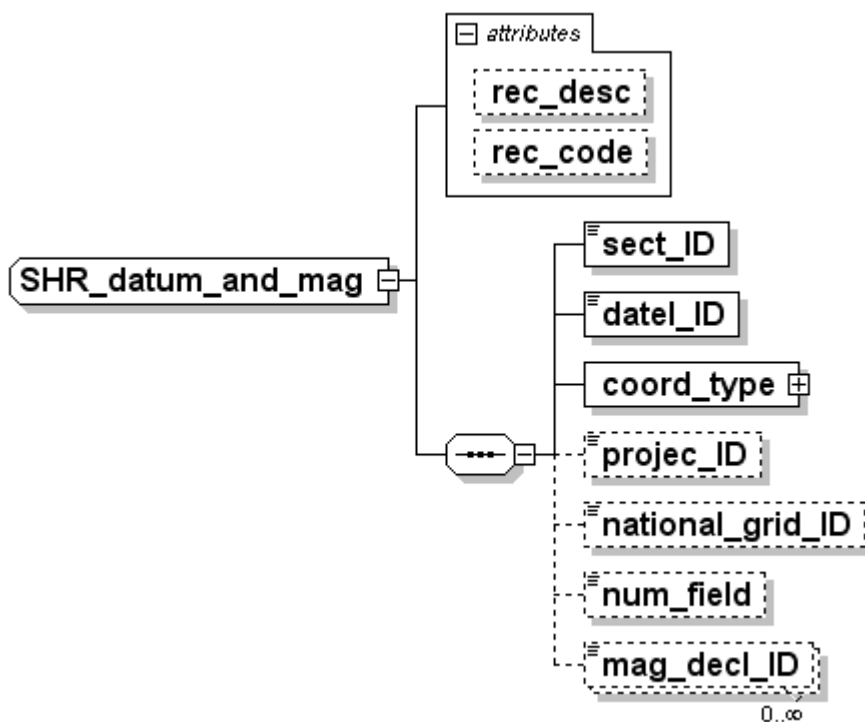 attributes
rec_desc
rec_code
SHR_datum_and_mag
sect_ID
datel_ID
coord_type
projec_ID
national_grid_ID
num_field
mag_decl_ID
0..∞